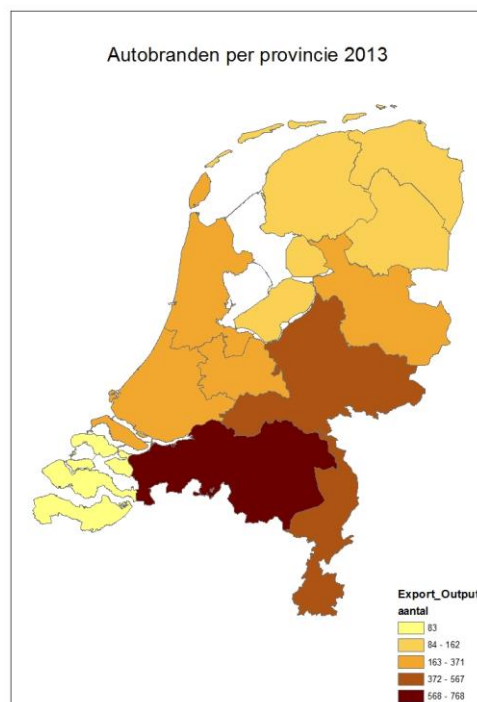 Autobranden per provincie 2013
Export_Output
aantal
83
84 - 162
163 - 371
372 - 567
568 - 768